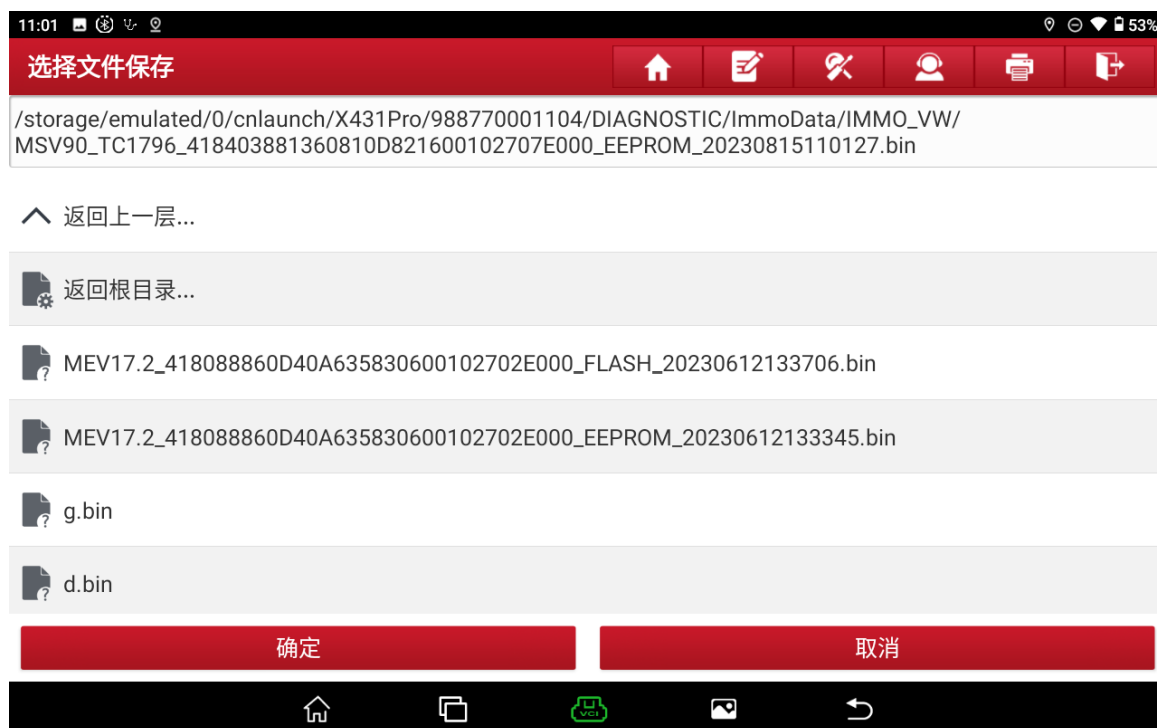 11:01 53%
选择文件保存
/storage/emulated/0/cnlaunch/X431Pro/988770001104/DIAGNOSTIC/ImmoData/IMMO_VW/
MSV90_TC1796_418403881360810D821600102707E000_EEPROM_20230815110127.bin
返回上一层...
返回根目录...
MEV17.2_418088860D40A635830600102702E000_FLASH_20230612133706.bin
MEV17.2_418088860D40A635830600102702E000_EEPROM_20230612133345.bin
g.bin
d.bin
确定 取消
VCI